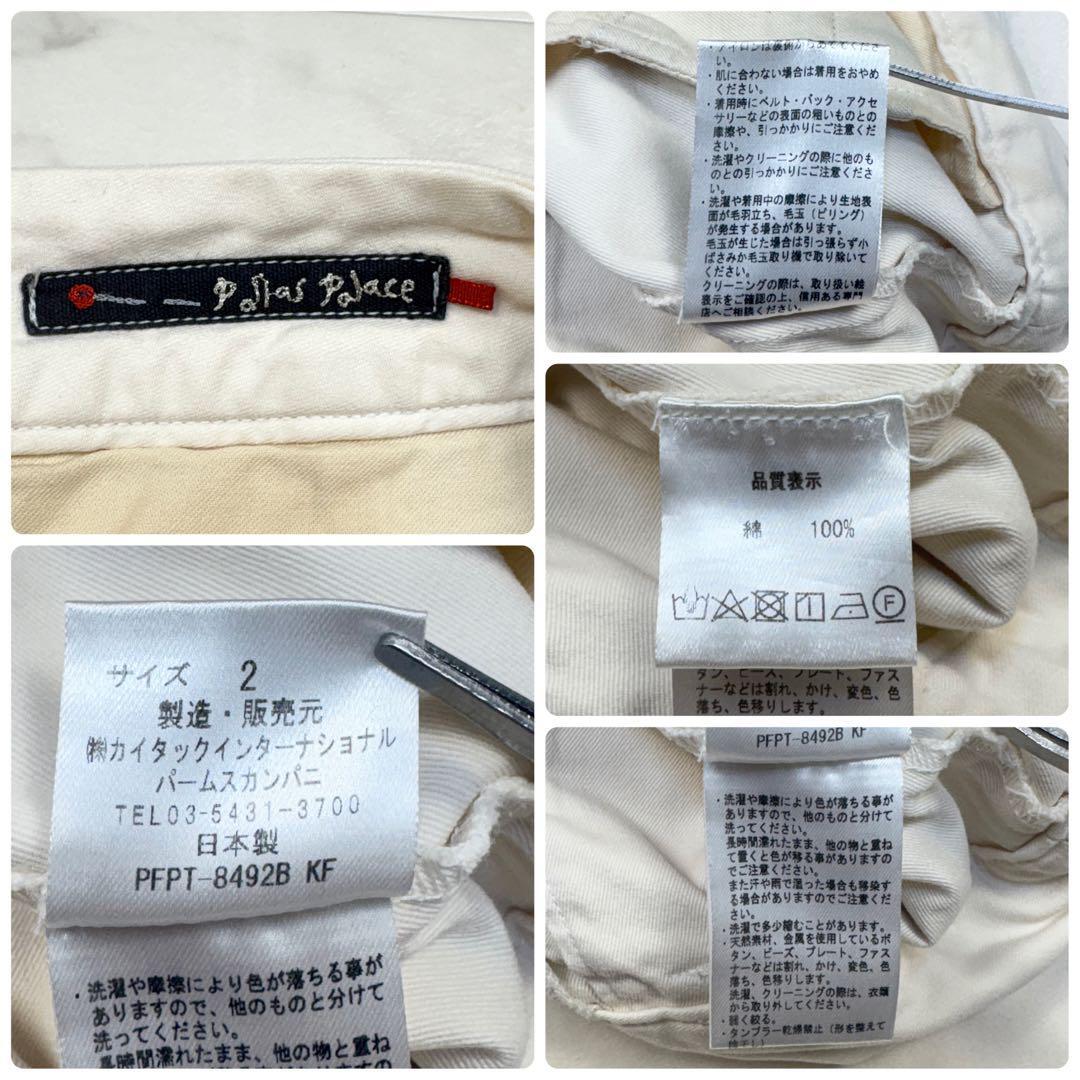 Pallas Palace
・アイロンは裏側からあててくださ
い。
・肌に合わない場合は着用をおやめ
ください。
・着用時にベルト・バック・アクセ
サリーなどの表面の粗いものとの
摩擦や、引っかかりにご注意くだ
さい。
・洗濯やクリーニングの際に他のも
のとの引っかかりにご注意くださ
い。
・洗濯や着用中の摩擦により生地表
面が毛羽立ち、毛玉（ピリング）
が発生する場合があります。
毛玉が生じた場合は引っ張らず小
ばさみか毛玉取り機で取り除いてく
ださい。
クリーニングの際は、取り扱い絵
表示をご確認の上、信用ある専門
店へご相談ください。
品質表示
綿 100%
F
タン、ビーズ、プレート、ファス
ナーなどは割れ、かけ、変色、色
落ち、色移りします。
サイズ 2
製造・販売元
㈱カイタックインターナショナル
パームスカンパニ
TEL03-5431-3700
日本製
PFPT-8492B KF
・洗濯や摩擦により色が落ちる事が
ありますので、他のものと分けて
洗ってください。
長時間濡れたまま、他の物と重ね
PFPT-8492B KF
・洗濯や摩擦により色が落ちる事が
ありますので、他のものと分けて
洗ってください。
長時間濡れたまま、他の物と重ね
て置くと色が移る事がありますので
ご注意ください。
また汗や雨で湿った場合も移染す
る場合がありますのでご注意くだ
さい。
・洗濯で多少縮むことがあります。
・天然素材、金属を使用しているボ
タン、ビーズ、プレート、ファス
ナーなどは割れ、かけ、変色、色
落ち、色移りします。
洗濯、クリーニングの際は、衣類
から取り外してください。
・弱く絞る。
・タンブラー乾燥禁止（形を整えて